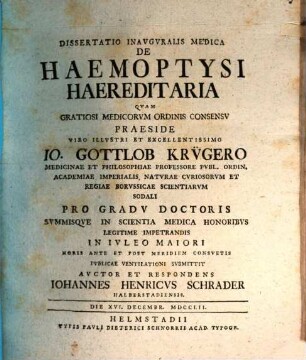 DISSERTATIO INAVGVRALIS MEDICA
DE
HAEMOPTYSI
HAEREDITARIA
QVAM
GRATIOSI MEDICORVM ORDINIS CONSENSV
PRAESIDE
VIRO ILLVSTRI ET EXCELLENTISSIMO
IO. GOTTLOB KRVGERO
MEDICINAE ET PHILOSOPHIAE PROFESSORE PVBL. ORDIN.
ACADEMIAE IMPERIALIS, NATVRAE CVRIOSORVM ET
REGIAE BORVSSICAE SCIENTIARVM
SODALI
PRO GRADV DOCTORIS
SVMMISQVE IN SCIENTIA MEDICA HONORIBVS
LEGITIME IMPETRANDIS
IN IVLEO MAIORI
HORIS ANTE ET POST MERIDIEM CONSVETIS
PVBLICAE VENTILATIONI SVBMITTIT
AVCTOR ET RESPONDENS
IOHANNES HENRICVS SCHRADER
HALBERSTADIENSIS.
DIE XVI. DECEMBR. MDCCLII.
HELMSTADII
TYPIS PAVLI DIETERICI SCHNORRII ACAD. TYPOGR.